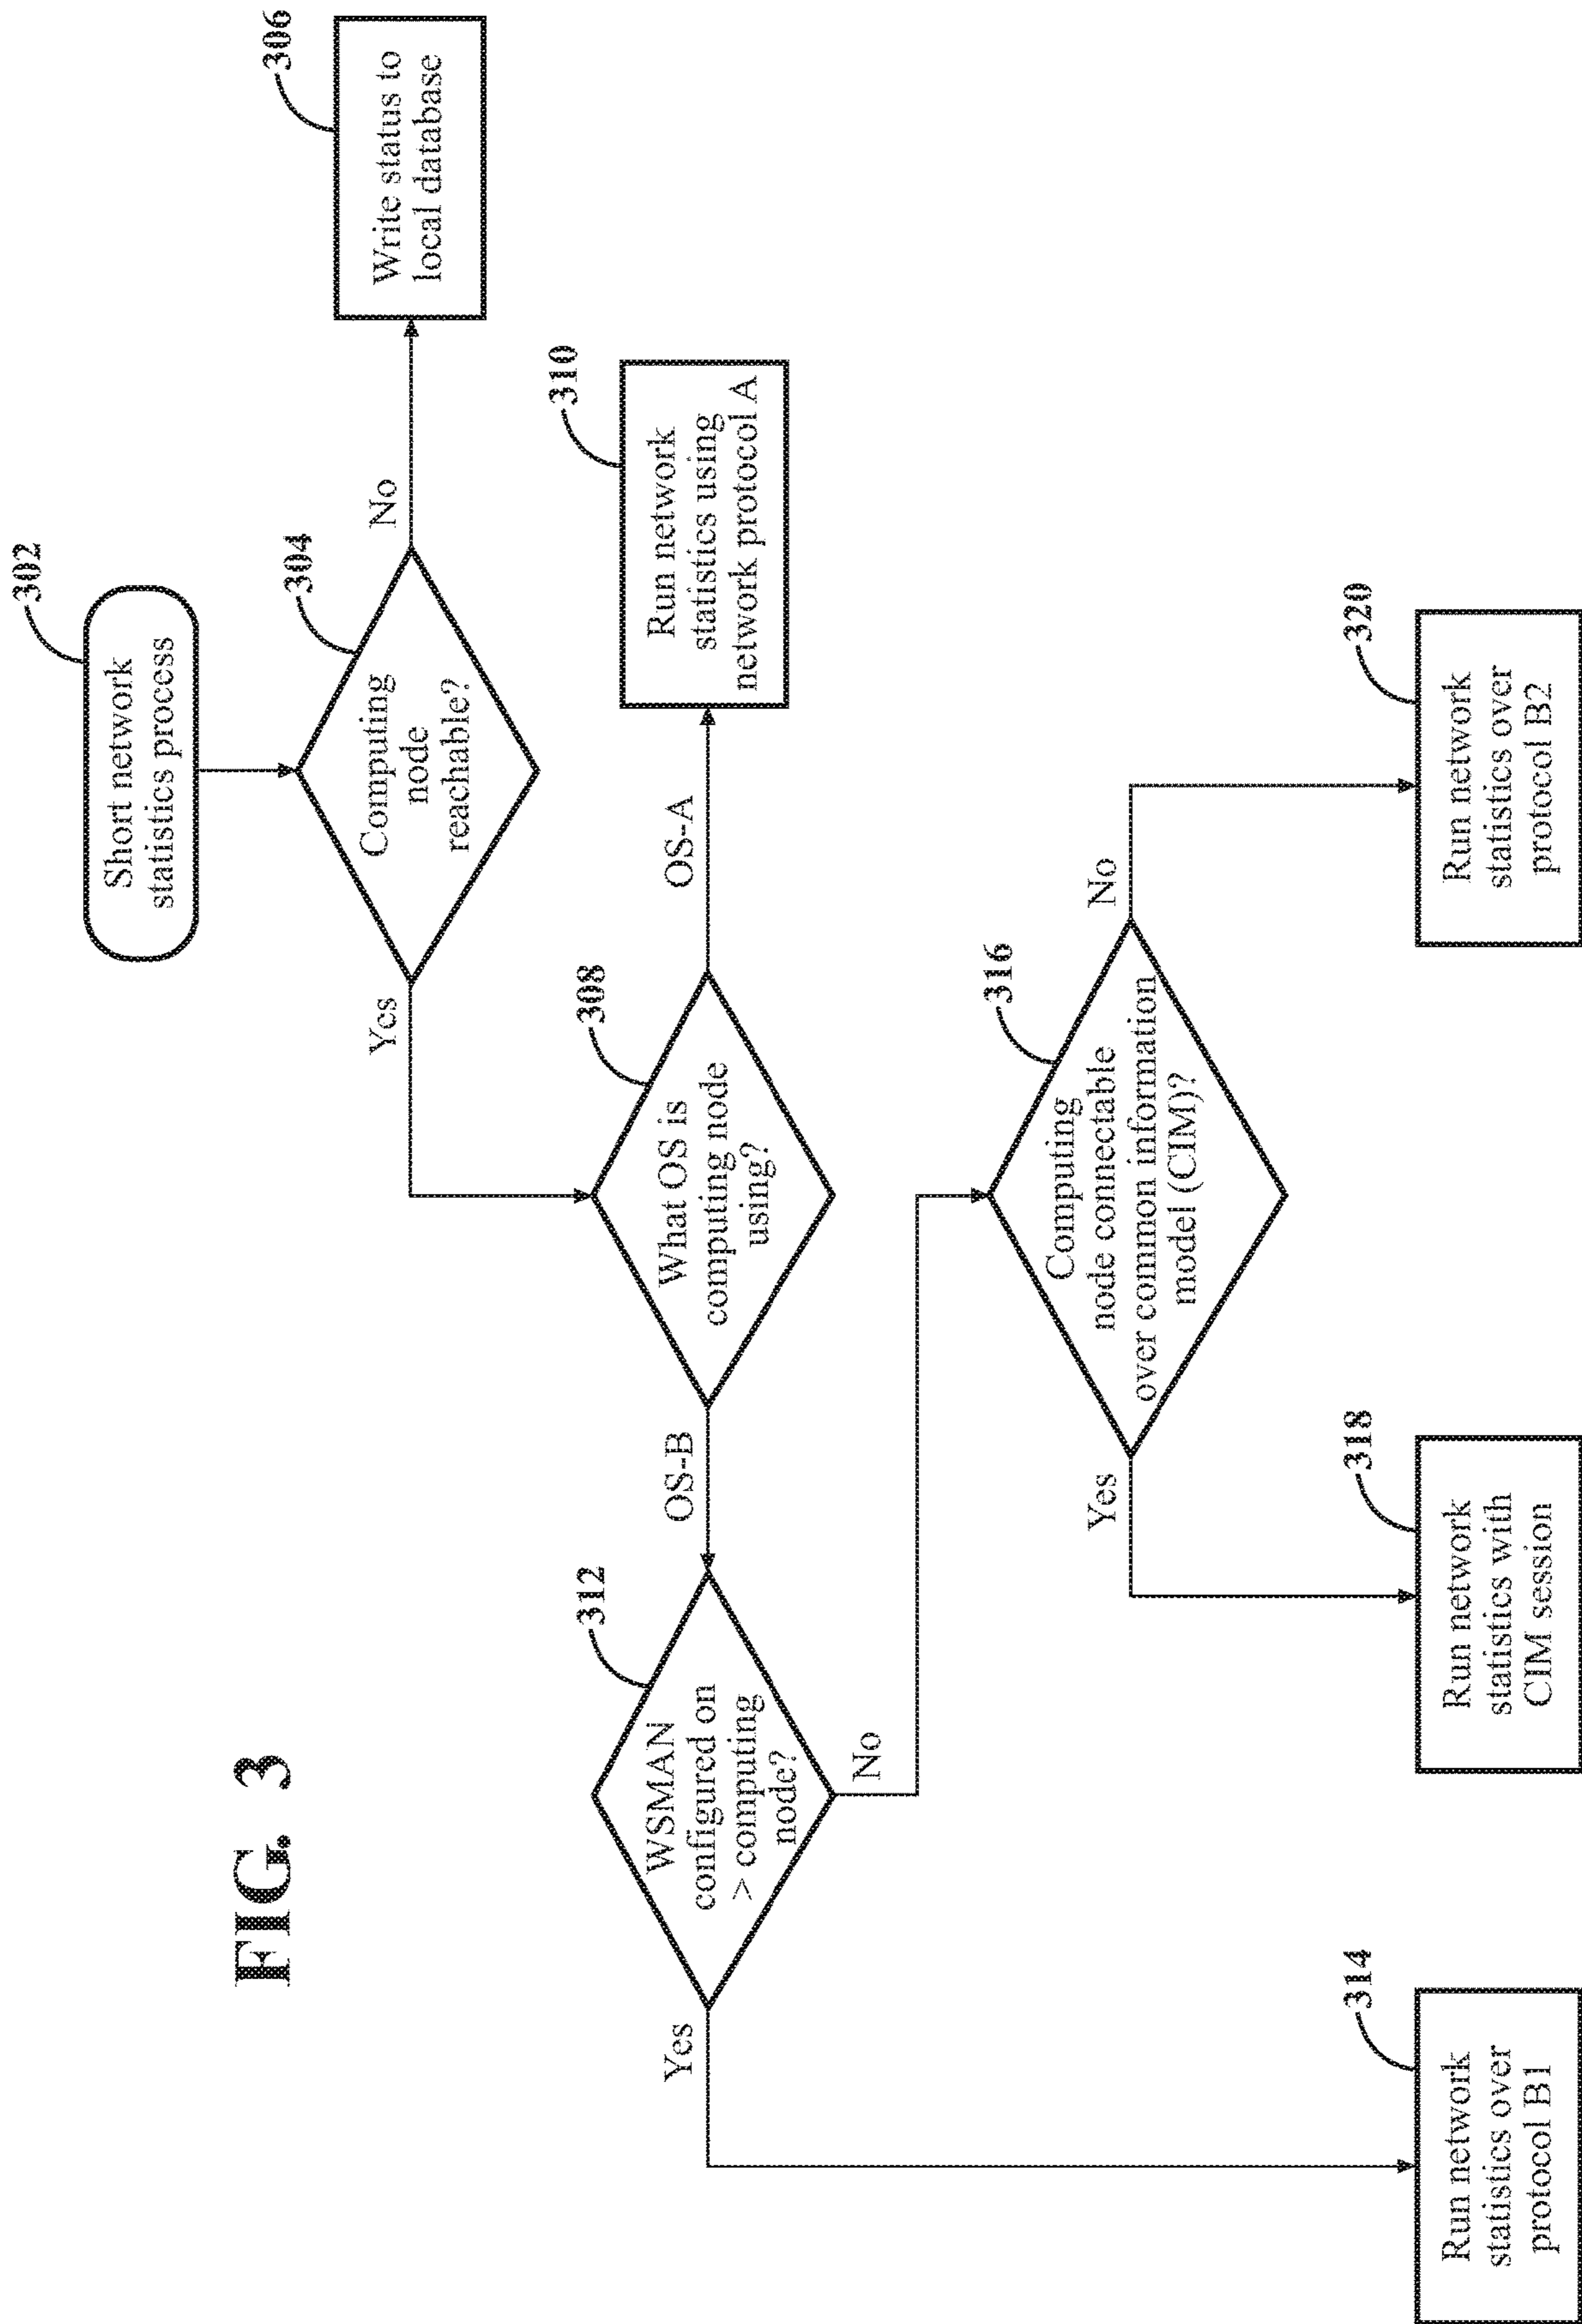 FIG. 3
302
Short network
statistics process
304
Computing
node
reachable?
No
306
Write status to
local database
Yes
308
What OS is
computing node
using?
OS-A
310
Run network
statistics using
network protocol A
OS-B
312
WSMAN
configured on
> computing
node?
Yes
314
Run network
statistics over
protocol B1
No
316
Computing
node connectable
over common information
model (CIM)?
Yes
318
Run network
statistics with
CIM session
No
320
Run network
statistics over
protocol B2